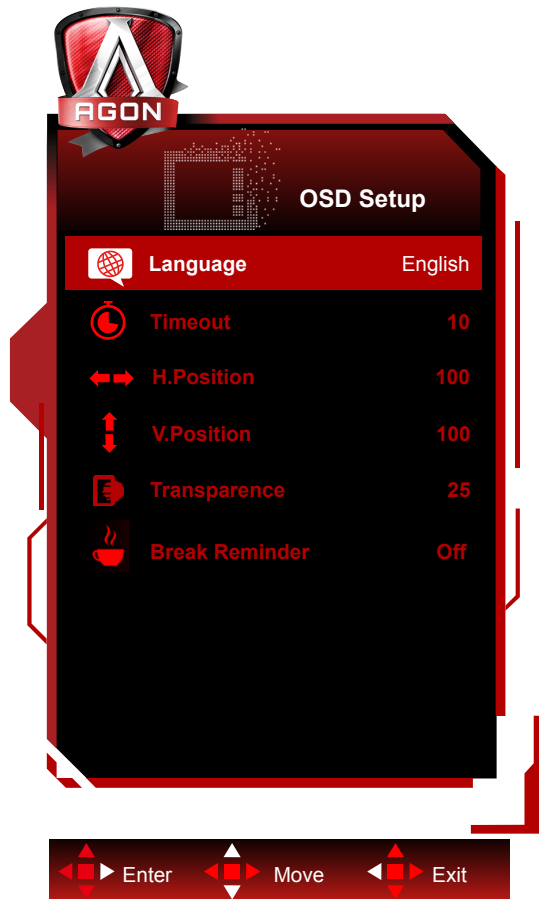 AGON
OSD Setup
Language English
Timeout 10
H.Position 100
V.Position 100
Transparence 25
Break Reminder Off
Enter Move Exit